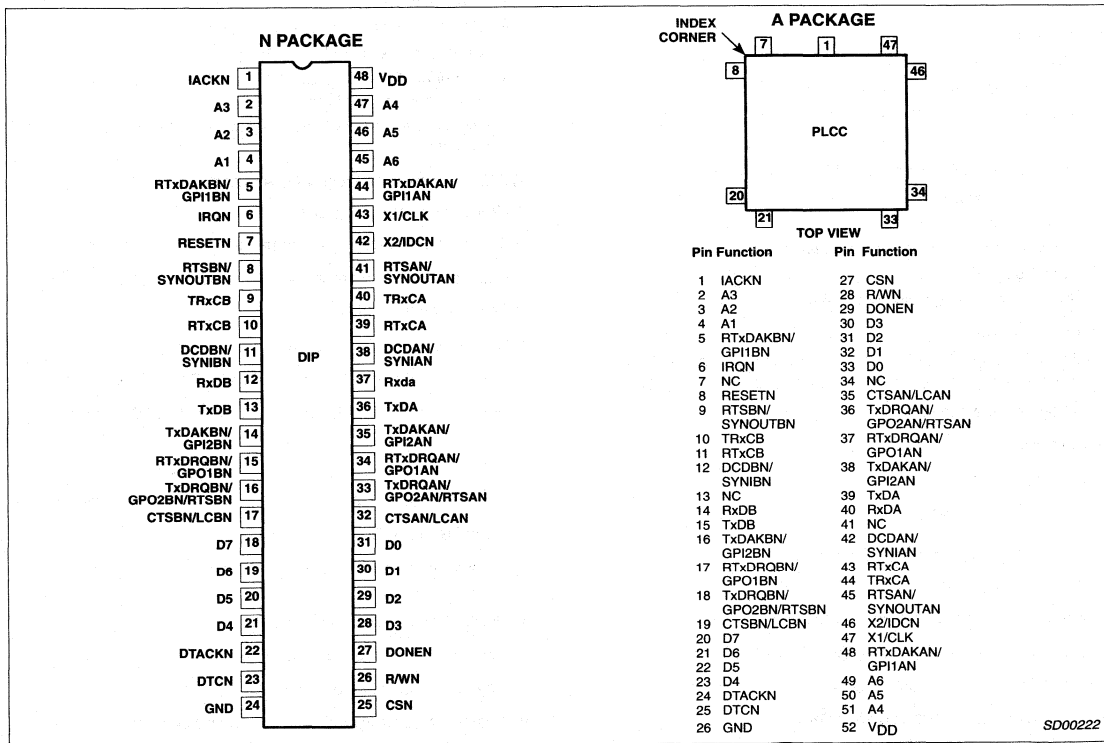 N PACKAGE
IACKN 1 48 VDD
A3 2 47 A4
A2 3 46 A5
A1 4 45 A6
RTxDAKBN/
GPI1BN 5 44 RTxDAKAN/
GPI1AN
IRQN 6 43 X1/CLK
RESETN 7 42 X2/IDCN
RTSBN/
SYNOUTBN 8 41 RTSAN/
SYNOUTAN
TRxCB 9 40 TRxCA
RTxCB 10 39 RTxCA
DCDBN/
SYNIBN 11 DIP 38 DCDAN/
SYNIAN
RxDB 12 37 Rxda
TxDB 13 36 TxDA
TxDAKBN/
GPI2BN 14 35 TxDAKAN/
GPI2AN
RTxDRQBN/
GPO1BN 15 34 RTxDRQAN/
GPO1AN
TxDRQBN/
GPO2BN/RTSBN 16 33 TxDRQAN/
GPO2AN/RTSAN
CTSBN/LCBN 17 32 CTSAN/LCAN
D7 18 31 D0
D6 19 30 D1
D5 20 29 D2
D4 21 28 D3
DTACKN 22 27 DONEN
DTCN 23 26 R/WN
GND 24 25 CSN
A PACKAGE
INDEX
CORNER
7 1 47
8 46
PLCC
20 34
21 33
TOP VIEW
Pin Function
1 IACKN
2 A3
3 A2
4 A1
5 RTxDAKBN/
GPI1BN
6 IRQN
7 NC
8 RESETN
9 RTSBN/
SYNOUTBN
10 TRxCB
11 RTxCB
12 DCDBN/
SYNIBN
13 NC
14 RxDB
15 TxDB
16 TxDAKBN/
GPI2BN
17 RTxDRQBN/
GPO1BN
18 TxDRQBN/
GPO2BN/RTSBN
19 CTSBN/LCBN
20 D7
21 D6
22 D5
23 D4
24 DTACKN
25 DTCN
26 GND
Pin Function
27 CSN
28 R/WN
29 DONEN
30 D3
31 D2
32 D1
33 D0
34 NC
35 CTSAN/LCAN
36 TxDRQAN/
GPO2AN/RTSAN
37 RTxDRQAN/
GPO1AN
38 TxDAKAN/
GPI2AN
39 TxDA
40 RxDA
41 NC
42 DCDAN/
SYNIAN
43 RTxCA
44 TRxCA
45 RTSAN/
SYNOUTAN
46 X2/IDCN
47 X1/CLK
48 RTxDAKAN/
GPI1AN
49 A6
50 A5
51 A4
52 VDD
SD00222